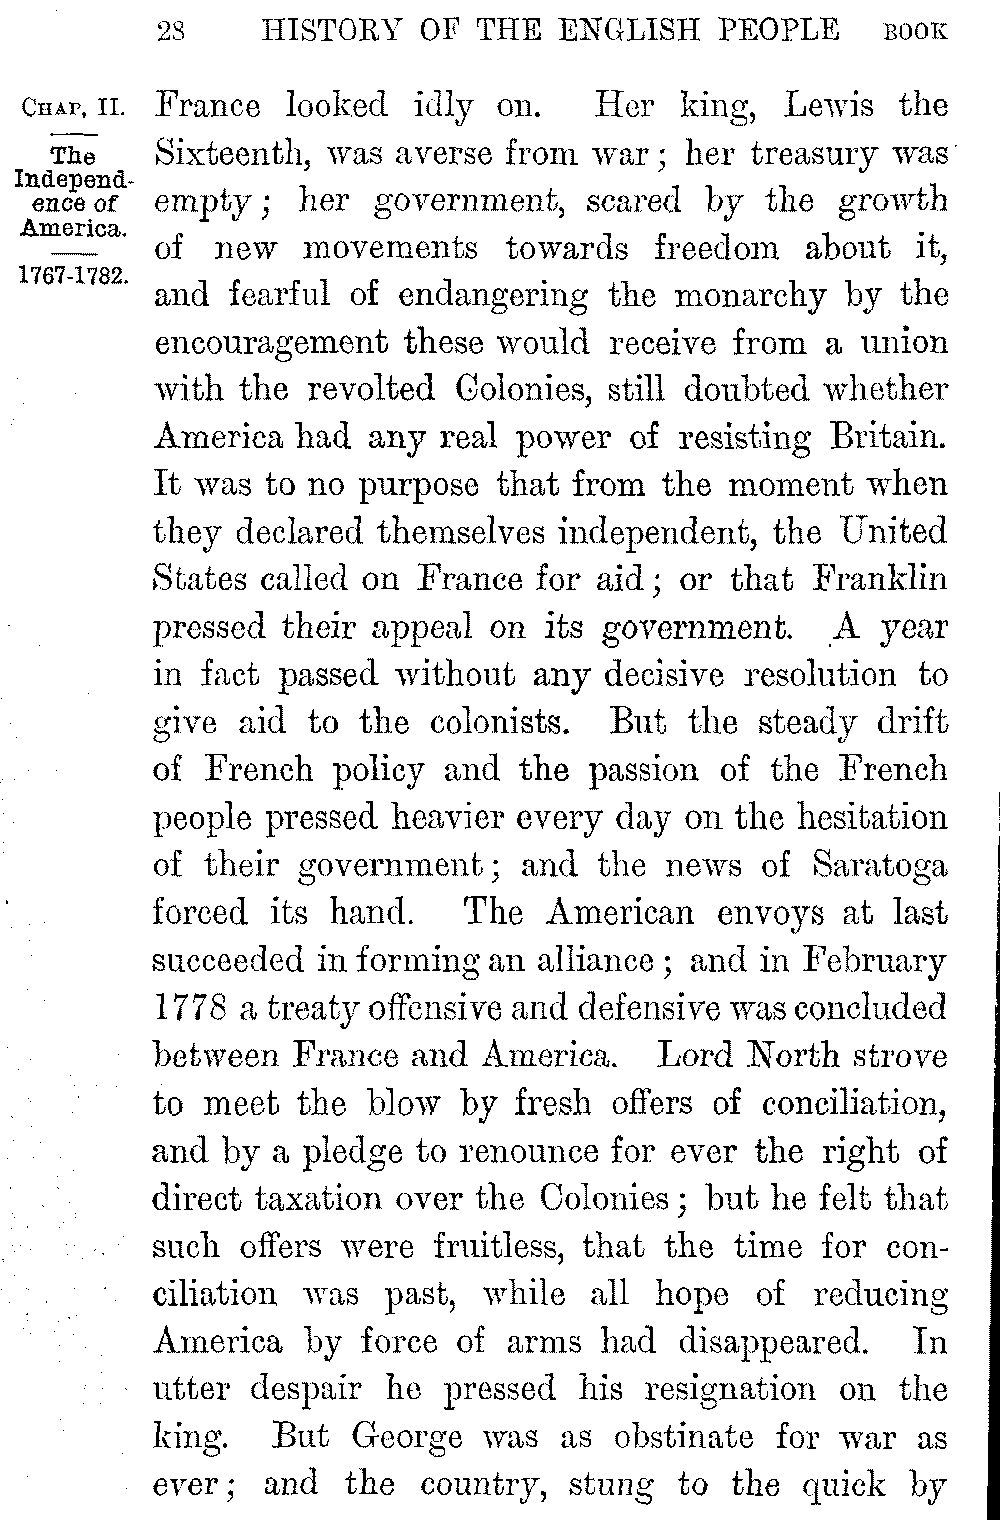 28 HISTORY OF THE ENGLISH PEOPLE BOOK
CHAP. II.
The
Independ-
ence of
America.
1767-1782.
France looked idly on. Her king, Lewis the
Sixteenth, was averse from war; her treasury was
empty; her government, scared by the growth
of new movements towards freedom about it,
and fearful of endangering the monarchy by the
encouragement these would receive from a union
with the revolted Colonies, still doubted whether
America had any real power of resisting Britain.
It was to no purpose that from the moment when
they declared themselves independent, the United
States called on France for aid; or that Franklin
pressed their appeal on its government. A year
in fact passed without any decisive resolution to
give aid to the colonists. But the steady drift
of French policy and the passion of the French
people pressed heavier every day on the hesitation
of their government; and the news of Saratoga
forced its hand. The American envoys at last
succeeded in forming an alliance; and in February
1778 a treaty offensive and defensive was concluded
between France and America. Lord North strove
to meet the blow by fresh offers of conciliation,
and by a pledge to renounce for ever the right of
direct taxation over the Colonies; but he felt that
such offers were fruitless, that the time for con-
ciliation was past, while all hope of reducing
America by force of arms had disappeared. In
utter despair he pressed his resignation on the
king. But George was as obstinate for war as
ever; and the country, stung to the quick by